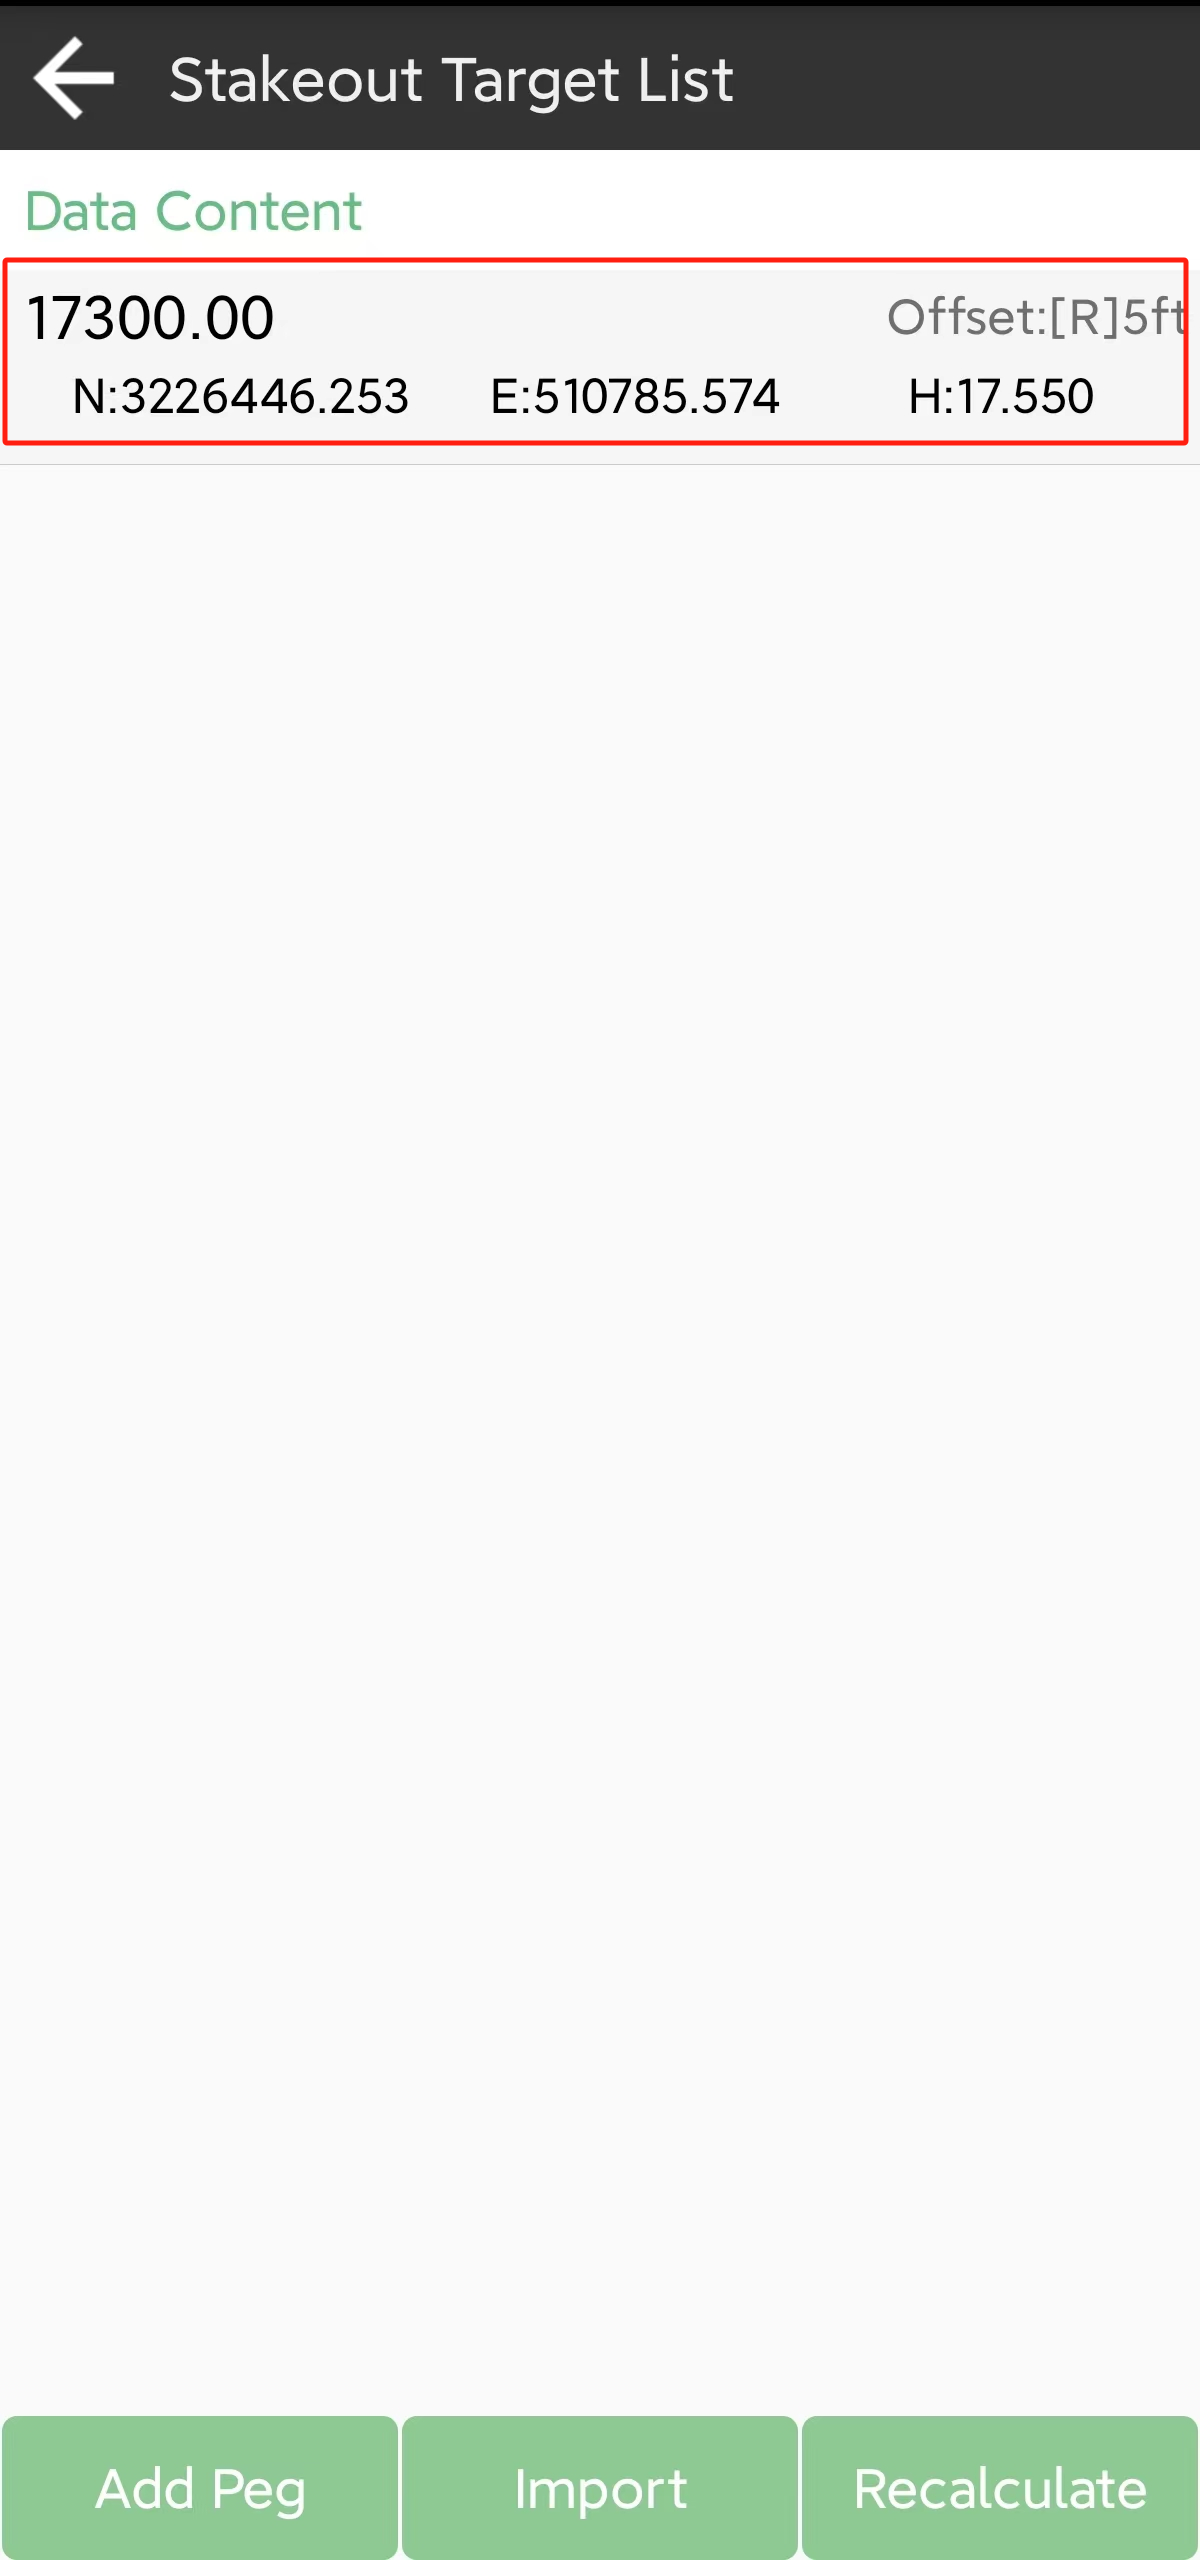 Stakeout Target List
Data Content
17300.00 Offset:[R]5ft
N:3226446.253 E:510785.574 H:17.550
Add Peg Import Recalculate